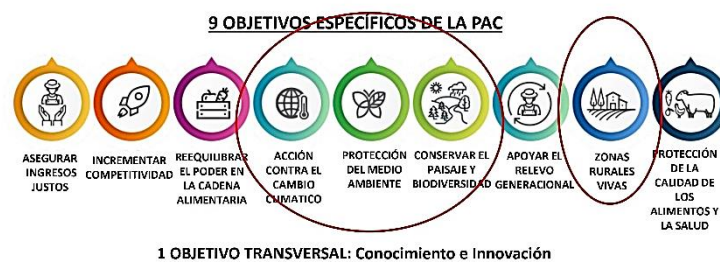 9 OBJETIVOS ESPECÍFICOS DE LA PAC
ASEGURAR
INGRESOS
JUSTOS
INCREMENTAR
COMPETITIVIDAD
REEQUILIBRAR
EL PODER EN
LA CADENA
ALIMENTARIA
ACCIÓN
CONTRA EL
CAMBIO
CLIMATICO
PROTECCIÓN
DEL MEDIO
AMBIENTE
CONSERVAR EL
PAISAJE Y
BIODIVERSIDAD
APOYAR EL
RELEVO
GENERACIONAL
ZONAS
RURALES
VIVAS
PROTECCIÓN
DE LA
CALIDAD DE
LOS
ALIMENTOS Y
LA SALUD
1 OBJETIVO TRANSVERSAL: Conocimiento e Innovación